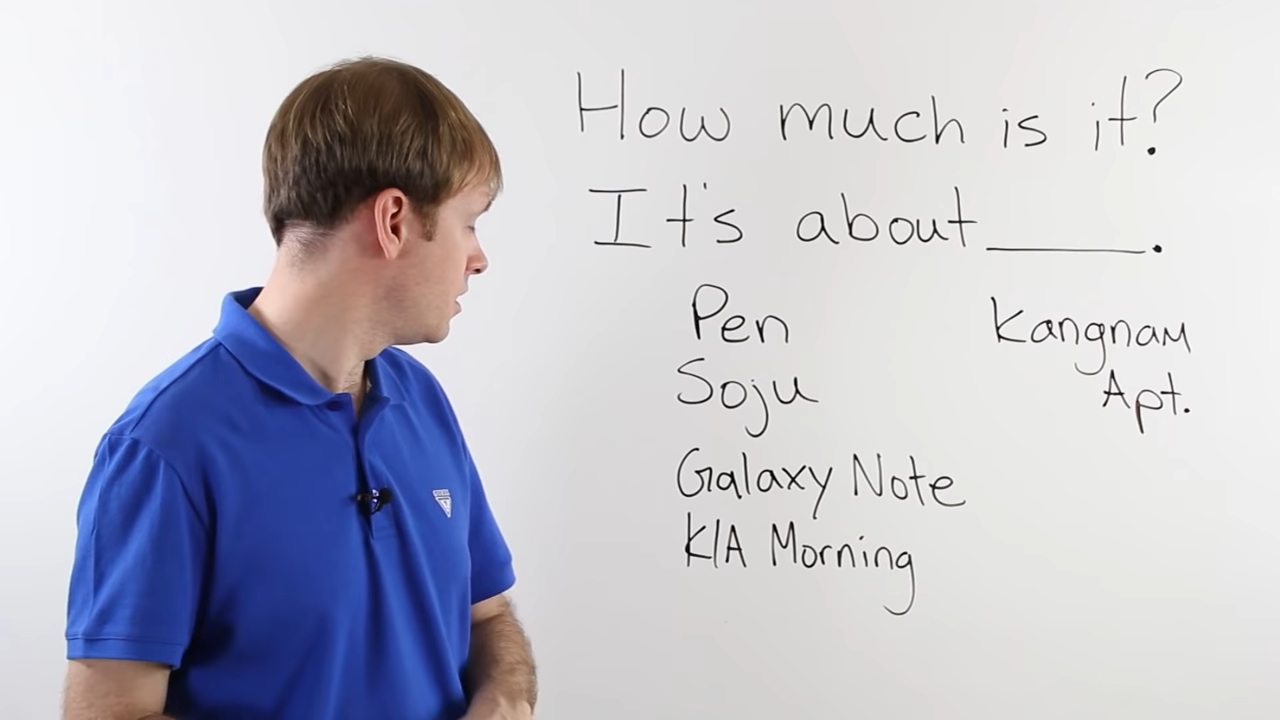 How much is it?
It's about ____.
Pen
Soju
Galaxy Note
KIA Morning
Kangnam
Apt.